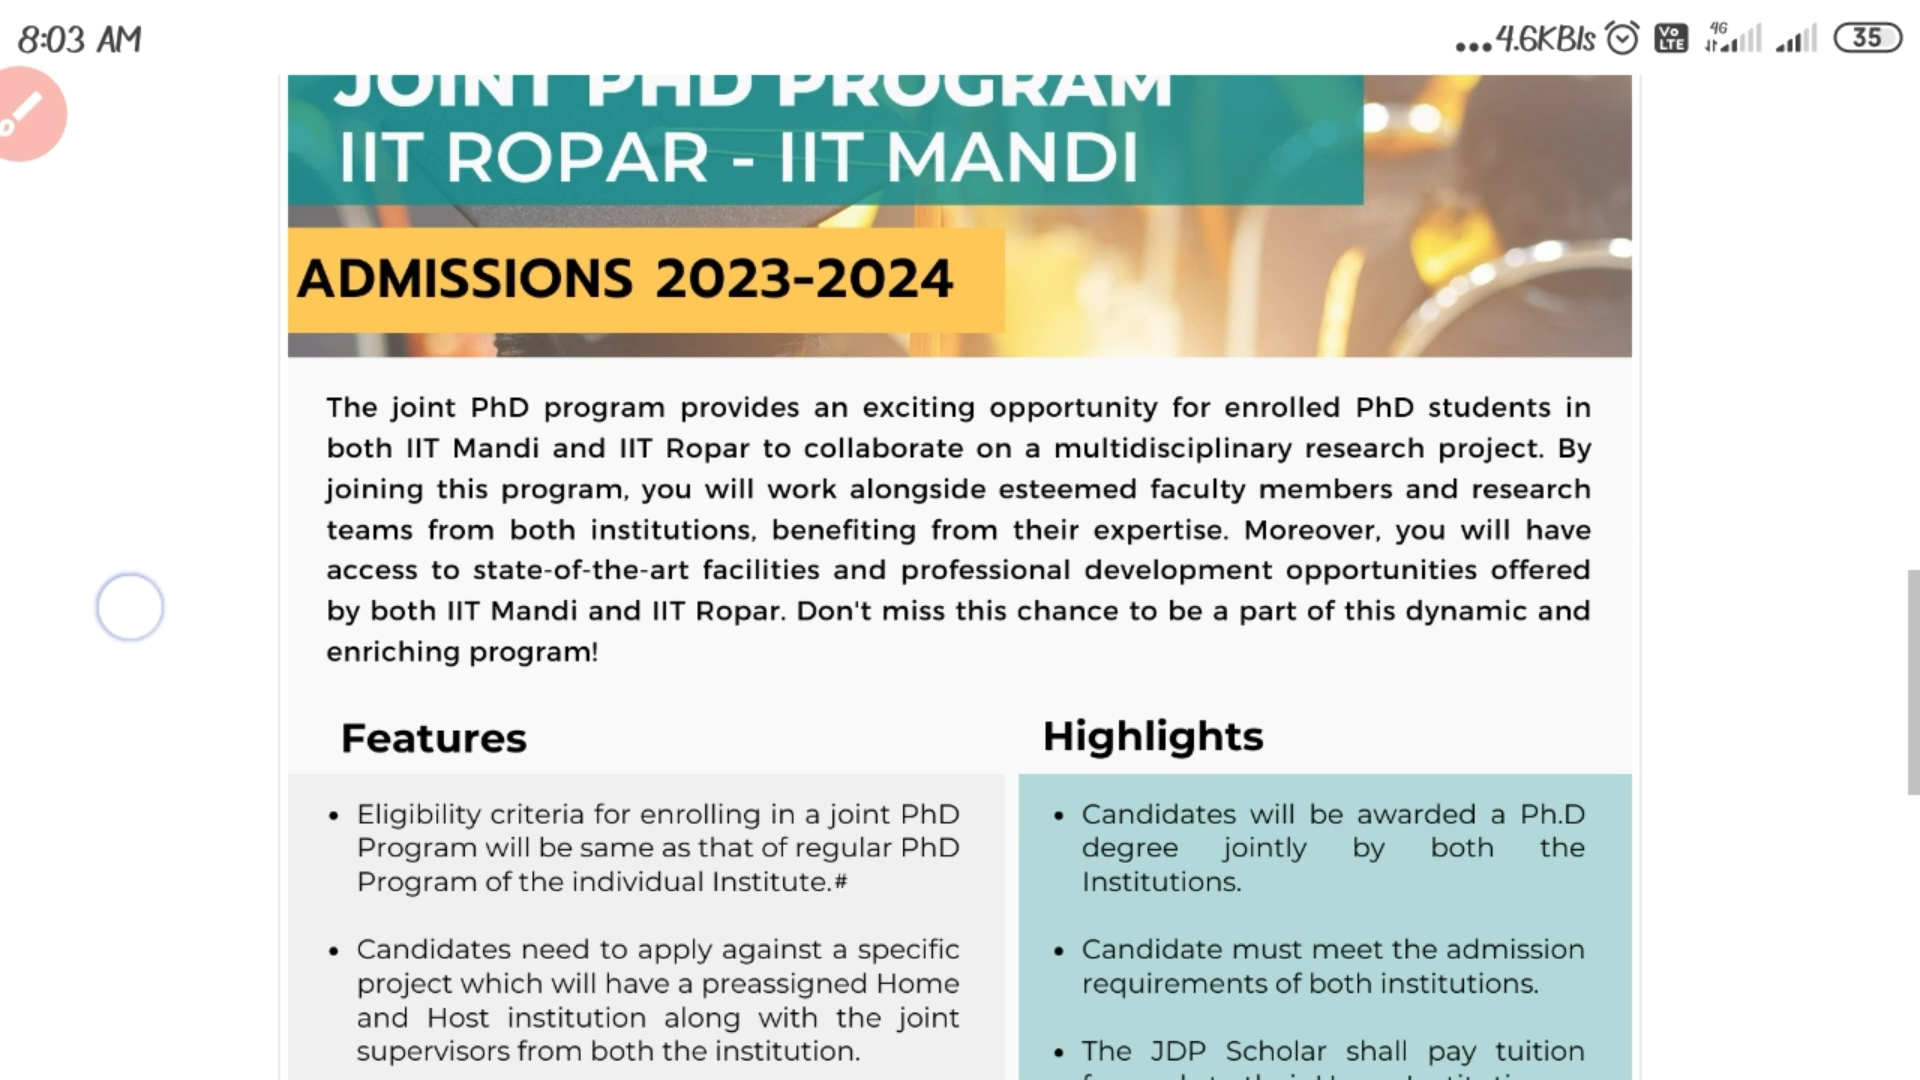 8:03 AM
...4.6KB/s
Vo
LTE
4G
35
JOINT PHD PROGRAM
IIT ROPAR - IIT MANDI
ADMISSIONS 2023-2024
The joint PhD program provides an exciting opportunity for enrolled PhD students in
both IIT Mandi and IIT Ropar to collaborate on a multidisciplinary research project. By
joining this program, you will work alongside esteemed faculty members and research
teams from both institutions, benefiting from their expertise. Moreover, you will have
access to state-of-the-art facilities and professional development opportunities offered
by both IIT Mandi and IIT Ropar. Don't miss this chance to be a part of this dynamic and
enriching program!
Features
• Eligibility criteria for enrolling in a joint PhD
Program will be same as that of regular PhD
Program of the individual Institute.#
• Candidates need to apply against a specific
project which will have a preassigned Home
and Host institution along with the joint
supervisors from both the institution.
Highlights
• Candidates will be awarded a Ph.D
degree jointly by both the
Institutions.
• Candidate must meet the admission
requirements of both institutions.
• The JDP Scholar shall pay tuition